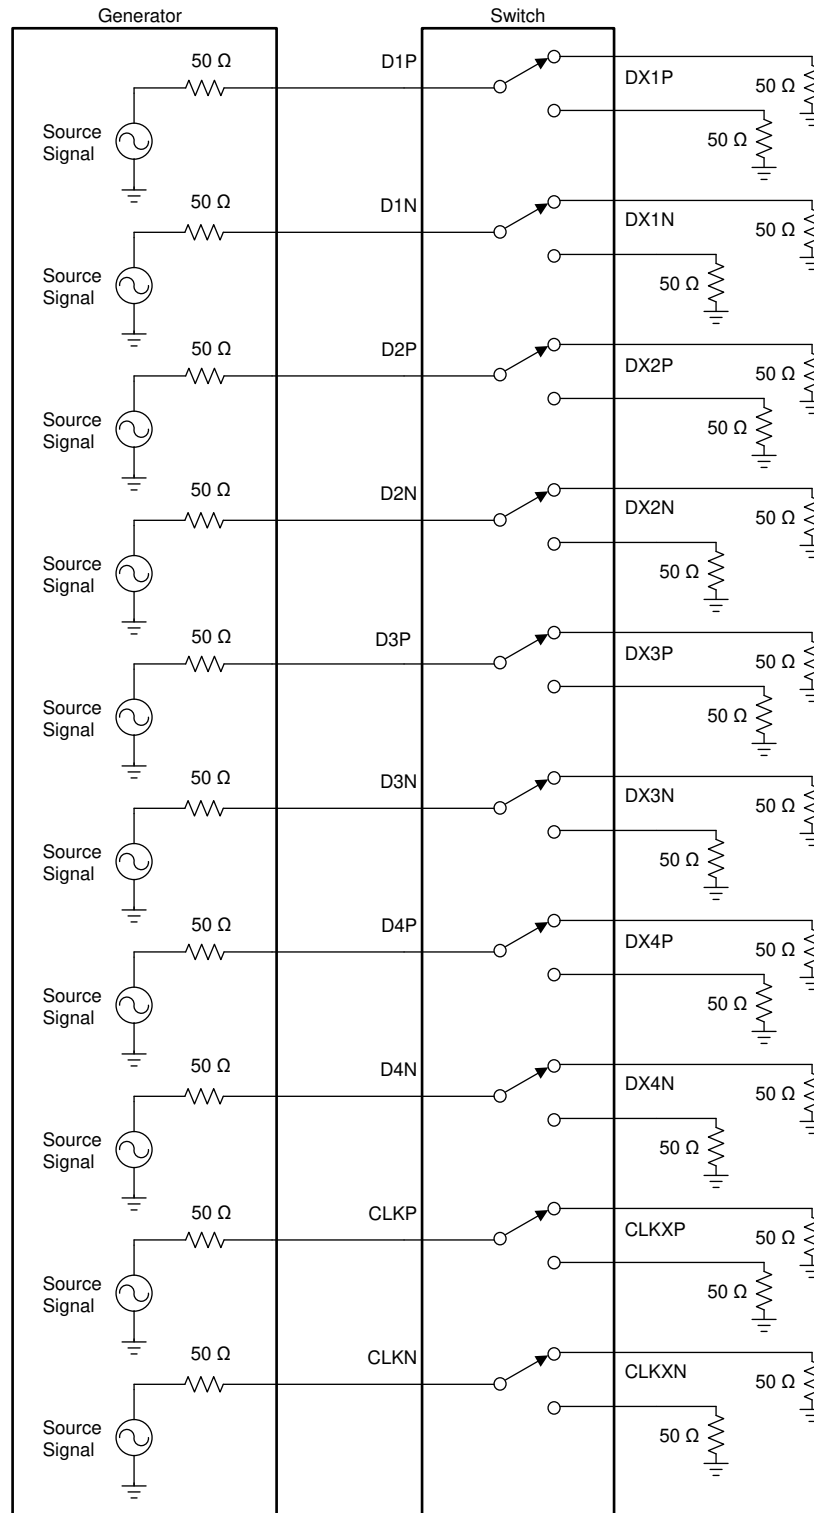 Generator Switch
50 Ω D1P
DX1P 50 Ω
Source
Signal
50 Ω
50 Ω D1N
DX1N 50 Ω
Source
Signal
50 Ω
50 Ω D2P
DX2P 50 Ω
Source
Signal
50 Ω
50 Ω D2N
DX2N 50 Ω
Source
Signal
50 Ω
50 Ω D3P
DX3P 50 Ω
Source
Signal
50 Ω
50 Ω D3N
DX3N 50 Ω
Source
Signal
50 Ω
50 Ω D4P
DX4P 50 Ω
Source
Signal
50 Ω
50 Ω D4N
DX4N 50 Ω
Source
Signal
50 Ω
50 Ω CLKP
CLKXP 50 Ω
Source
Signal
50 Ω
50 Ω CLKN
CLKXN 50 Ω
Source
Signal
50 Ω